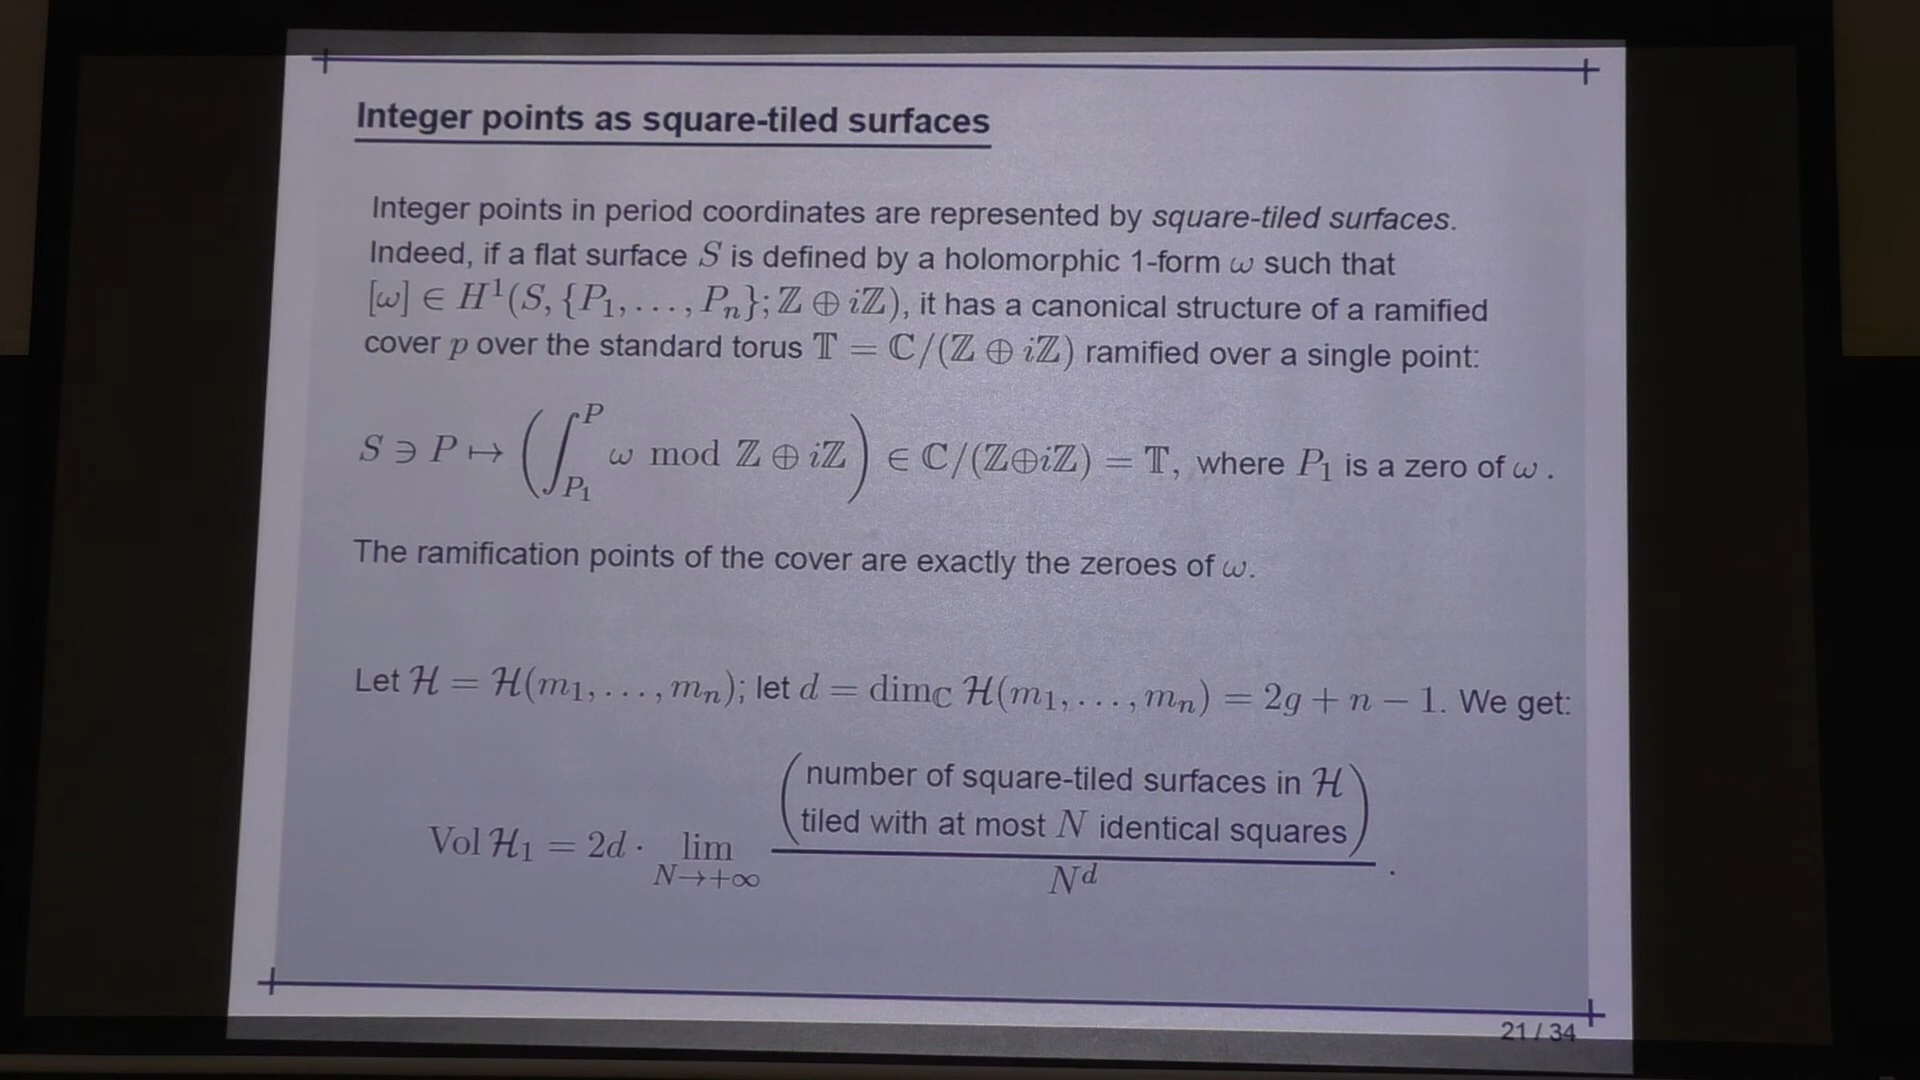 Integer points as square-tiled surfaces
Integer points in period coordinates are represented by square-tiled surfaces.
Indeed, if a flat surface S is defined by a holomorphic 1-form ω such that
[ω] ∈ H¹(S, {P₁, . . . , Pₙ}; ℤ ⊕ iℤ), it has a canonical structure of a ramified
cover p over the standard torus 𝕋 = ℂ/(ℤ ⊕ iℤ) ramified over a single point:
S ∋ P ↦ (∫_{P₁}^{P} ω mod ℤ ⊕ iℤ) ∈ ℂ/(ℤ⊕iℤ) = 𝕋, where P₁ is a zero of ω .
The ramification points of the cover are exactly the zeroes of ω.
Let ℋ = ℋ(m₁, . . . , mₙ); let d = dim_ℂ ℋ(m₁, . . . , mₙ) = 2g + n − 1. We get:
(number of square-tiled surfaces in ℋ
tiled with at most N identical squares)
Vol ℋ₁ = 2d · lim
N→+∞
N^d .
21 / 34